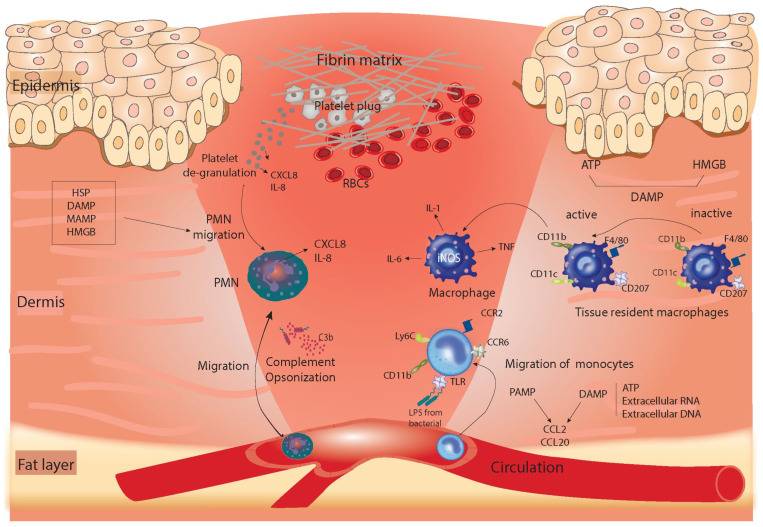 Epidermis
Fibrin matrix
Platelet plug
Platelet
de-granulation
CXCL8
IL-8
RBCs
ATP
HMGB
DAMP
HSP
DAMP
MAMP
HMGB
PMN
migration
CXCL8
IL-8
PMN
IL-1
IL-6
iNOS
TNF
Macrophage
active
inactive
CD11b
F4/80
CD11c
CD207
CD11b
F4/80
CD11c
CD207
Tissue resident macrophages
Dermis
Migration
C3b
Complement
Opsonization
CCR2
Ly6C
CCR6
CD11b
TLR
LPS from
bacterial
Migration of monocytes
PAMP
DAMP
ATP
Extracellular RNA
Extracellular DNA
CCL2
CCL20
Fat layer
Circulation